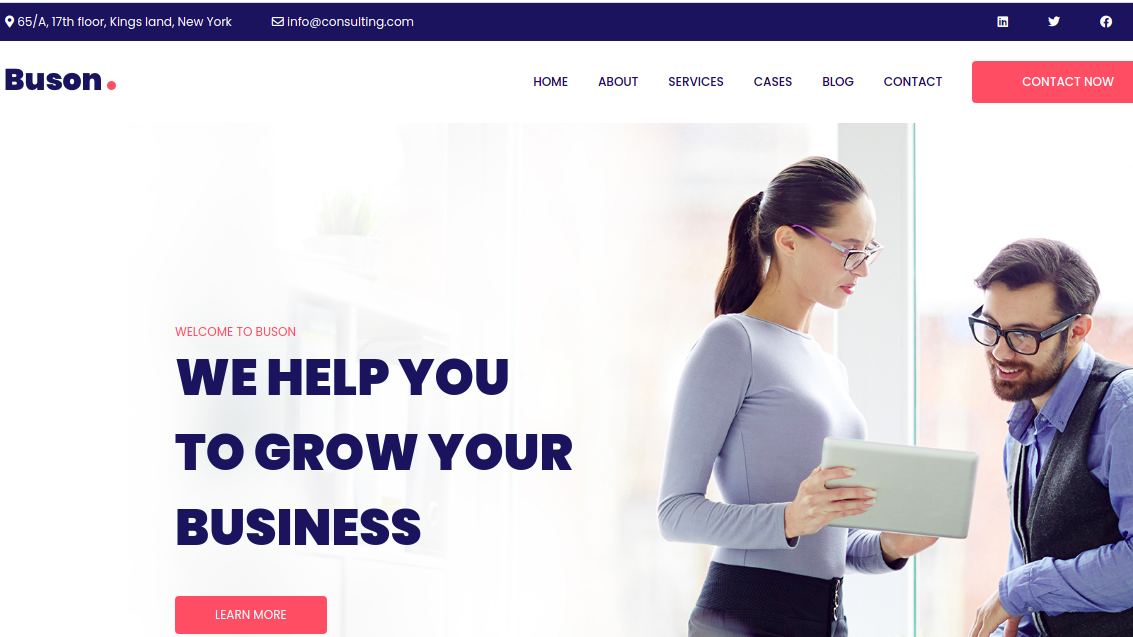 65/A, 17th floor, Kings land, New York
info@consulting.com
Buson.
HOME ABOUT SERVICES CASES BLOG CONTACT CONTACT NOW
WELCOME TO BUSON
WE HELP YOU
TO GROW YOUR
BUSINESS
LEARN MORE